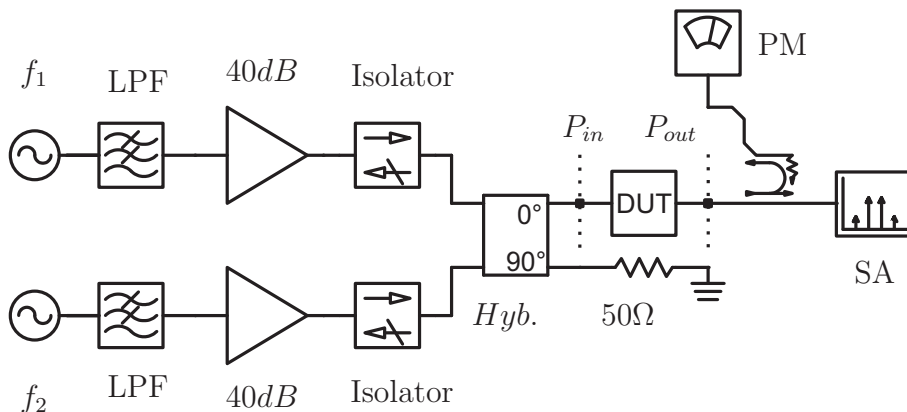 PM
f1 LPF 40dB Isolator
Pin Pout
0° DUT
90°
SA
Hyb. 50Ω
f2 LPF 40dB Isolator